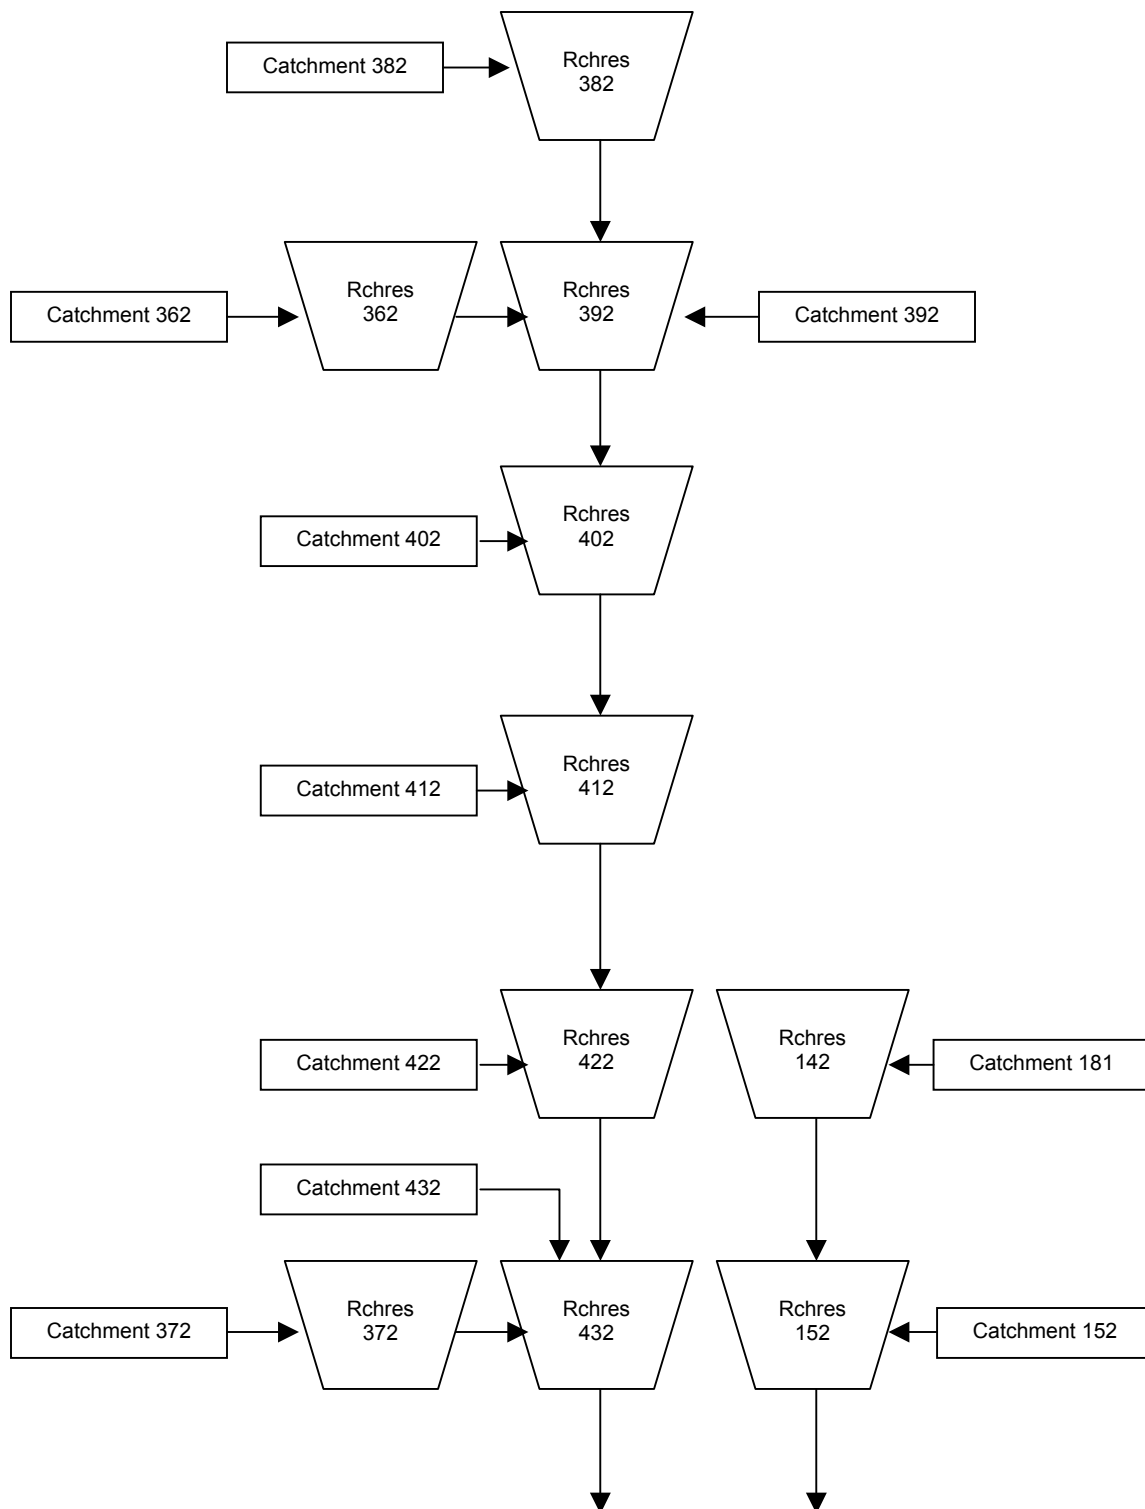 Catchment 382
Rchres
382
Catchment 362
Rchres
362
Rchres
392
Catchment 392
Catchment 402
Rchres
402
Catchment 412
Rchres
412
Catchment 422
Rchres
422
Rchres
142
Catchment 181
Catchment 432
Catchment 372
Rchres
372
Rchres
432
Rchres
152
Catchment 152